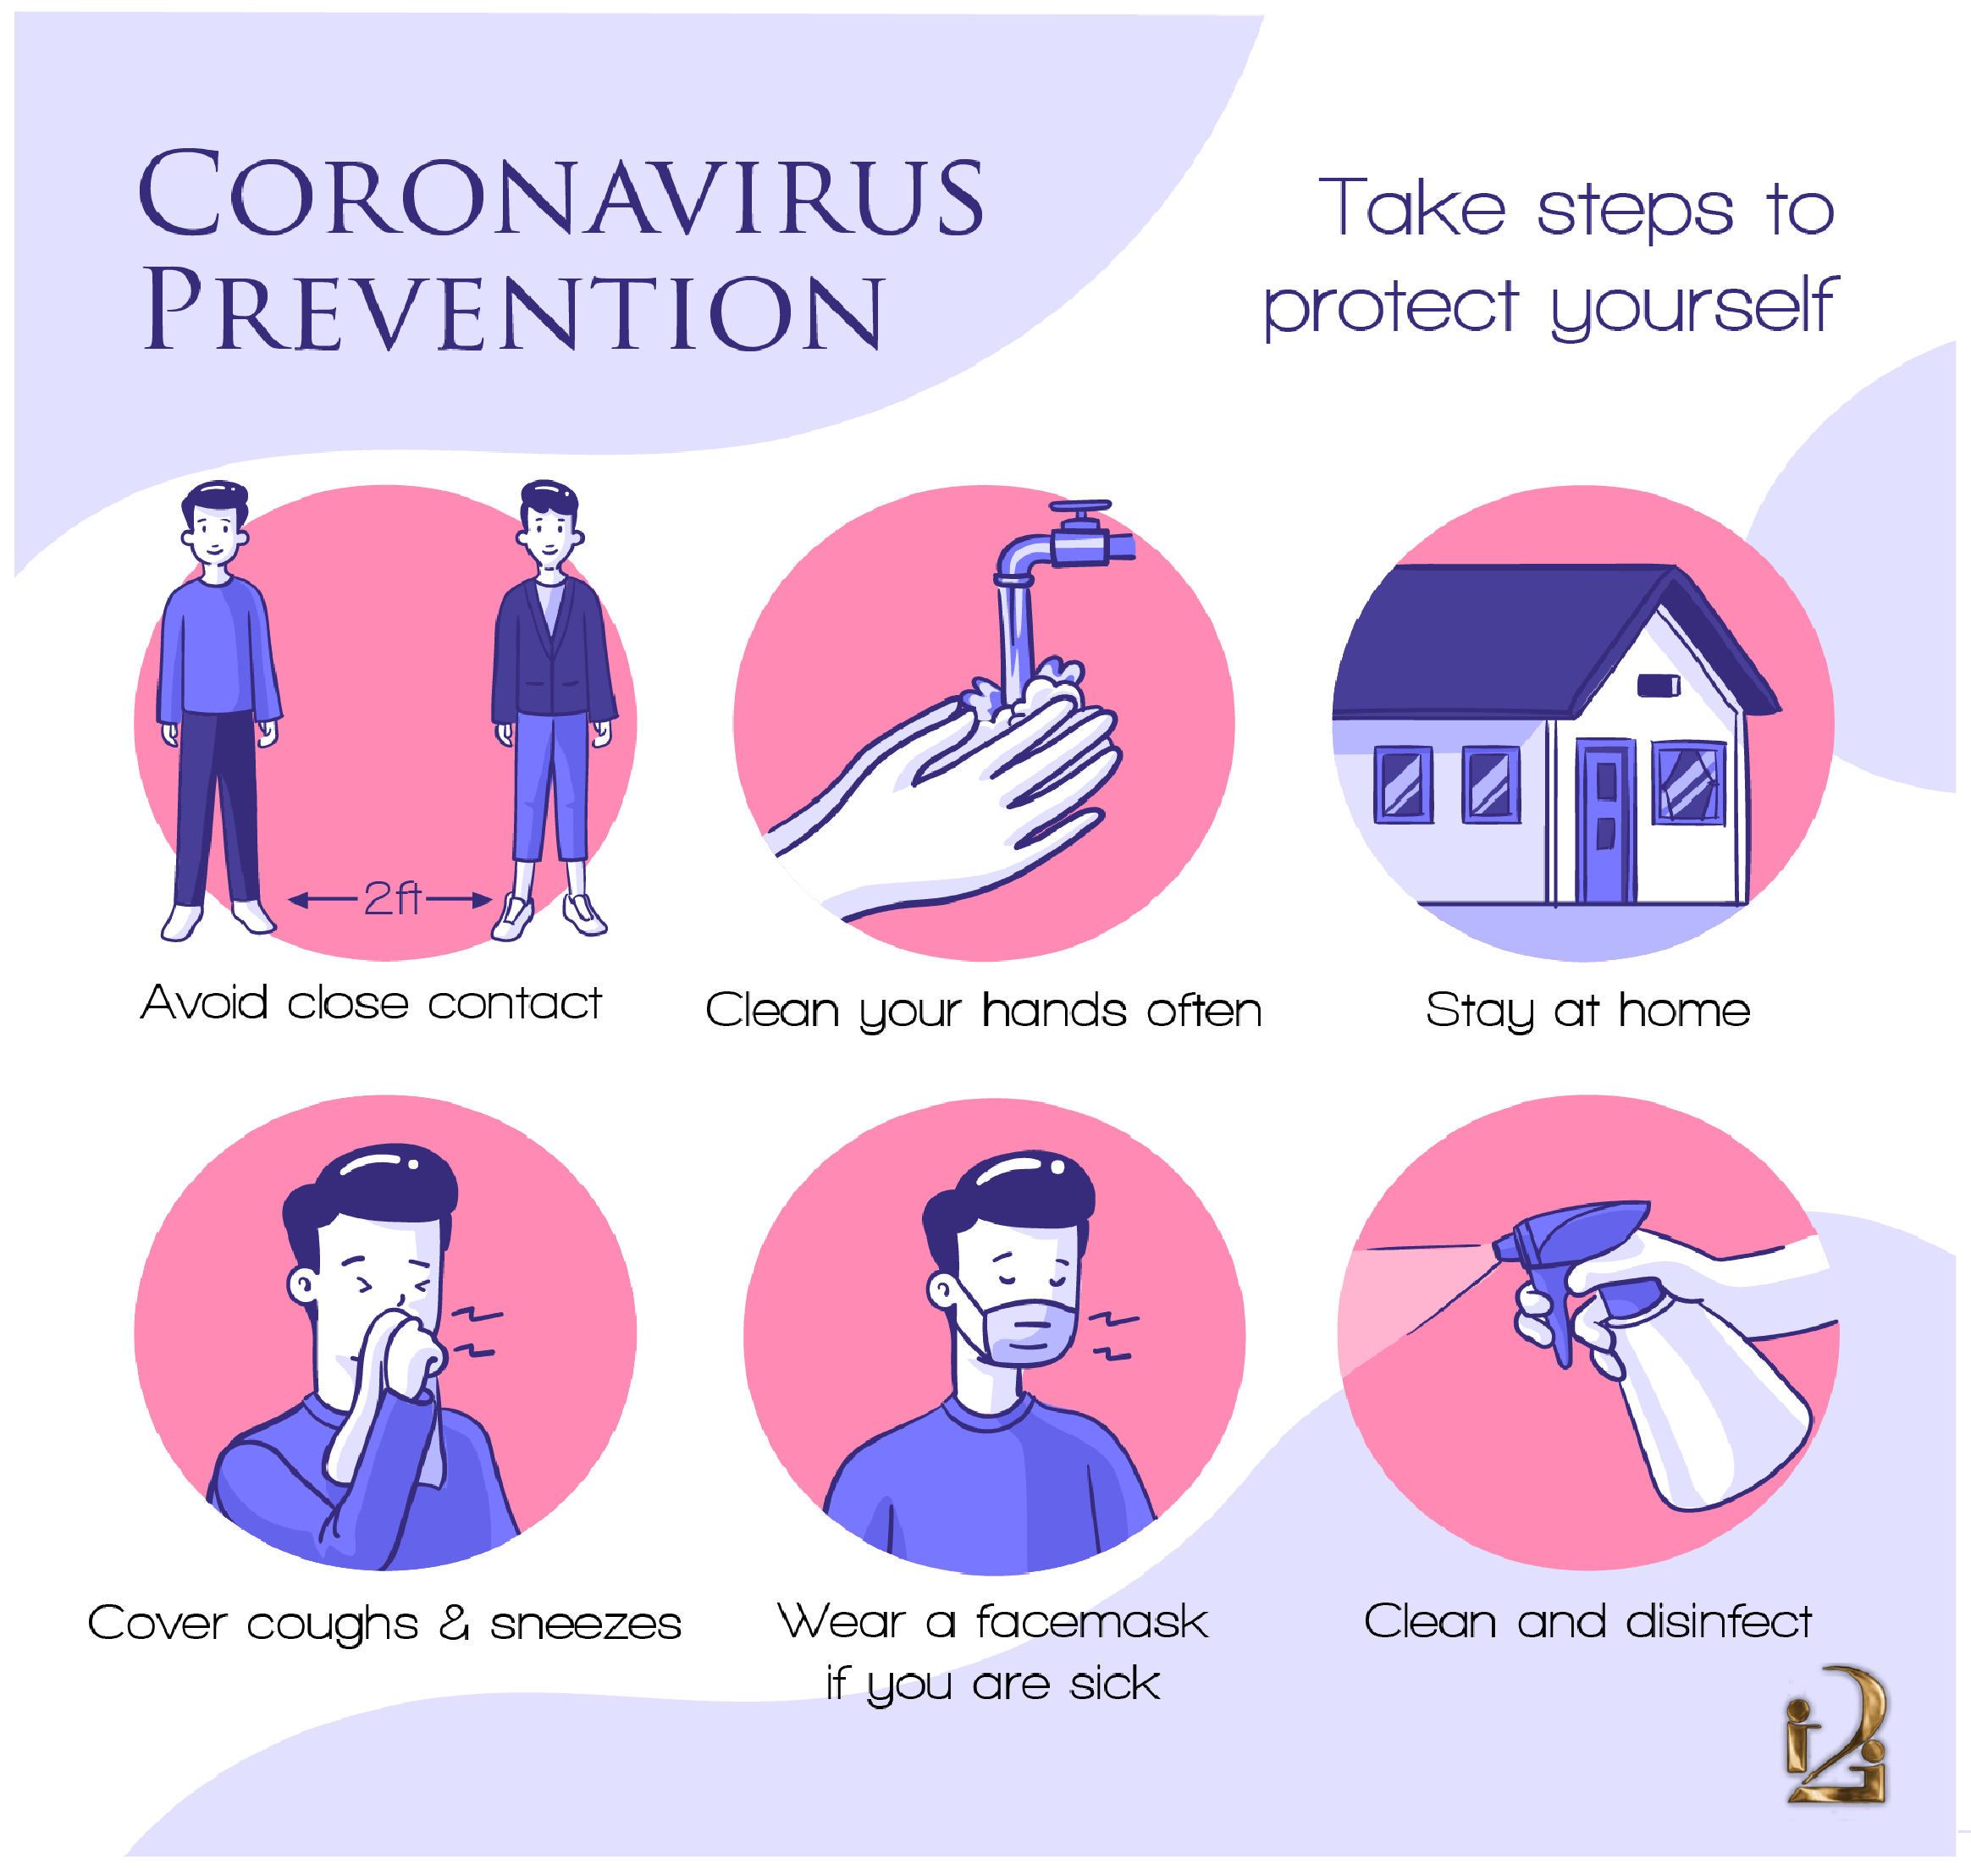 CORONAVIRUS
PREVENTION
Take steps to
protect yourself
2ft
Avoid close contact
Clean your hands often
Stay at home
Cover coughs & sneezes
Wear a facemask
if you are sick
Clean and disinfect